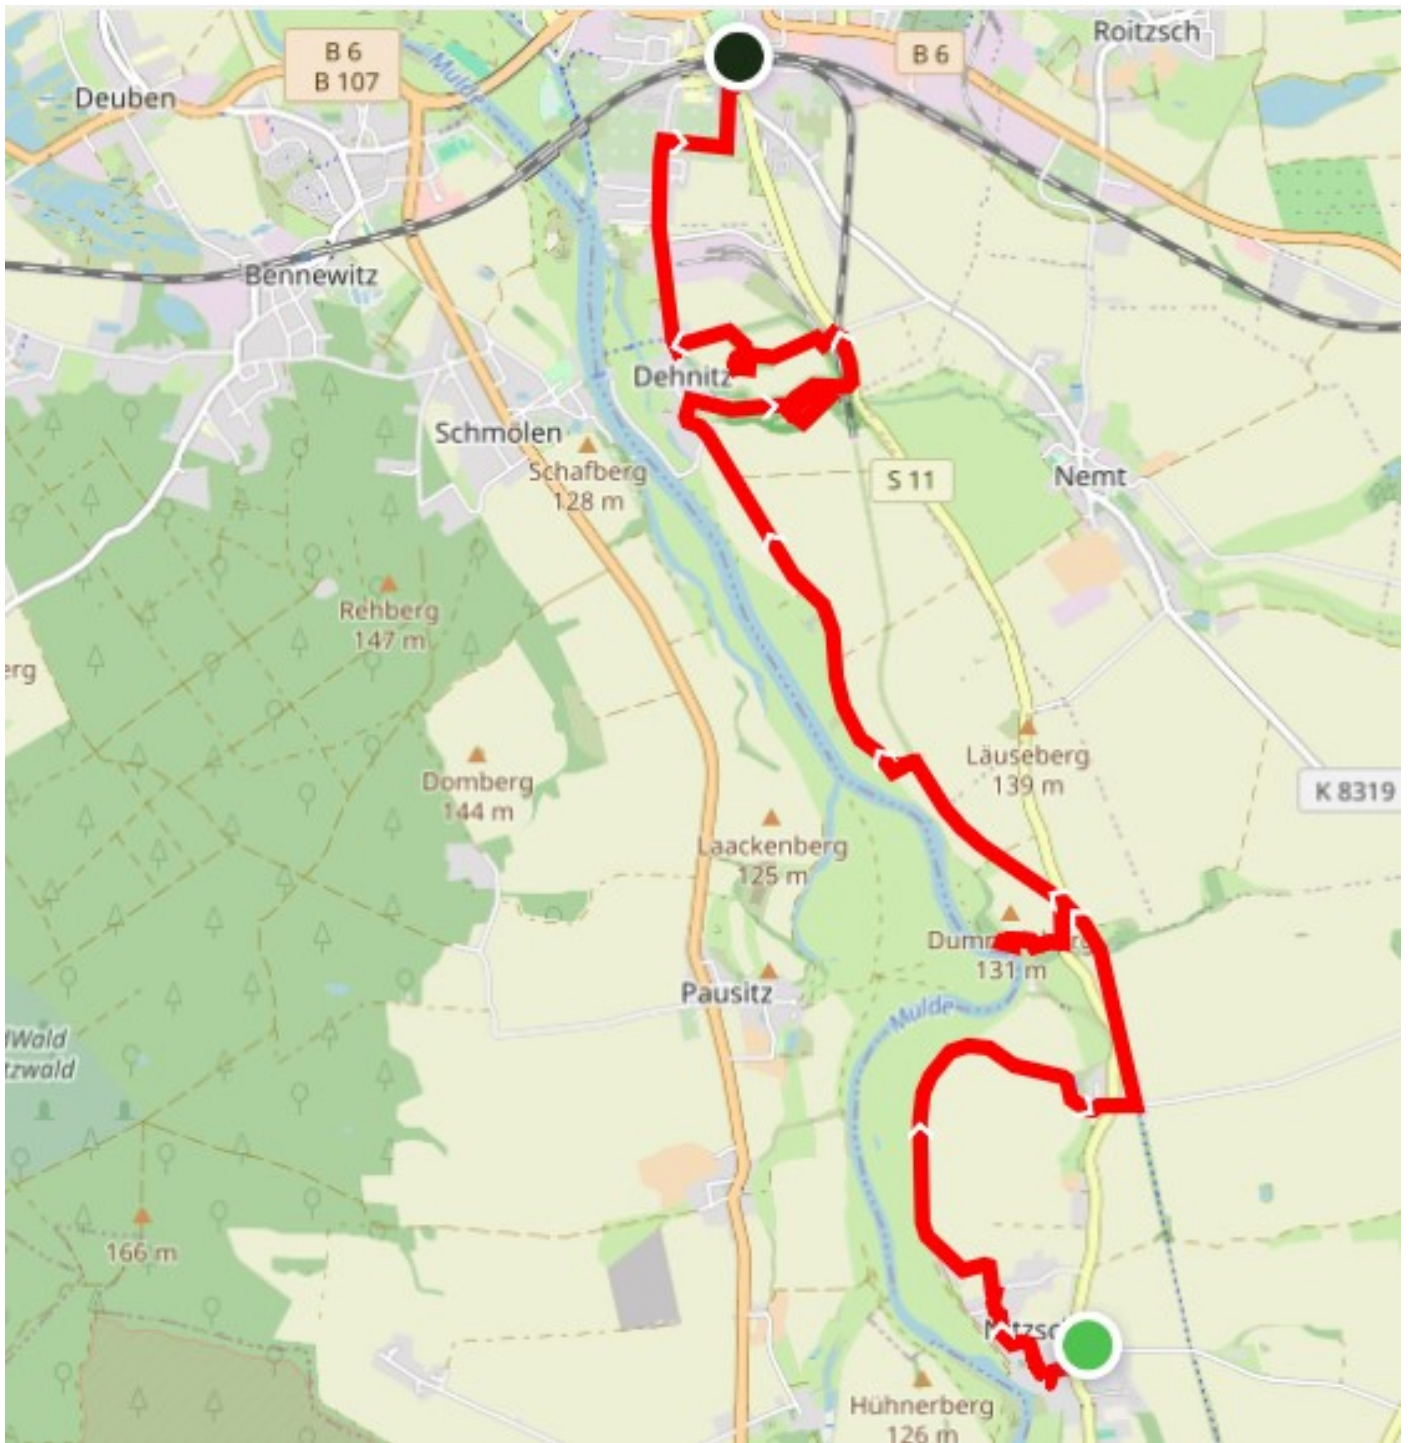 Roitzsch
B 6
B 107
B 6
Mulde
Deuben
Bennewitz
Dehnitz
Schmölen
Schafberg
128 m
S 11
Nemt
Rehberg
147 m
erg
Läuseberg
139 m
Domberg
144 m
K 8319
Laackenberg
125 m
131 m
Pausitz
Mulde
Wald
tzwald
166 m
Hühnerberg
126 m